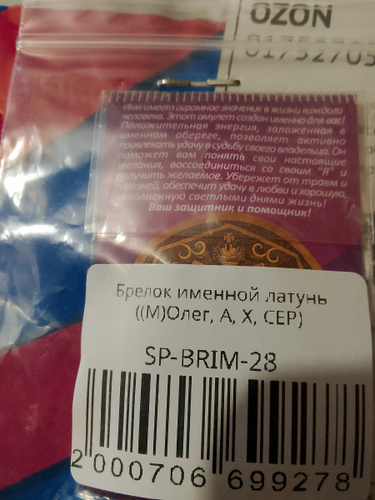 OZON
Имя имеет огромное значение в жизни каждого
человека. Этот амулет создан именно для вас!
Положительная энергия, заложенная в
именном обереге, позволяет активно
привлекать удачу в судьбу своего владельца. Он
поможет вам понять свои настоящие
желания, воссоединиться со своим "Я" и
получить желаемое. Убережет от травм и
болезней, обеспечит удачу в любви и хорошую,
наполненную светлыми днями жизнь!
Ваш защитник и помощник!
Брелок именной латунь
((М)Олег, А, Х, СЕР)
SP-BRIM-28
2 000706 699278